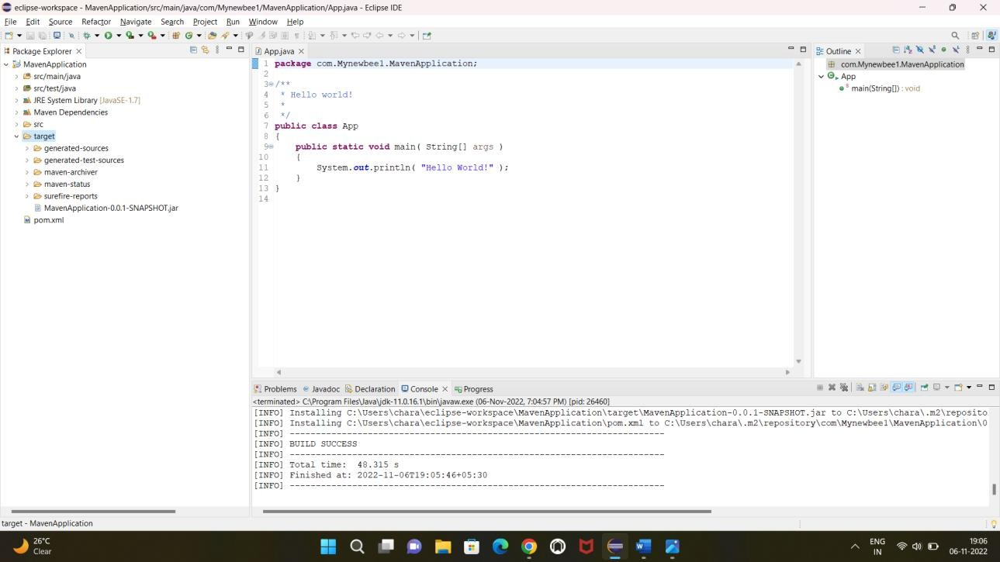 eclipse-workspace - MavenApplication/src/main/java/com/Mynewbee1/MavenApplication/App.java - Eclipse IDE
File Edit Source Refactor Navigate Search Project Run Window Help
Package Explorer
MavenApplication
src/main/java
src/test/java
JRE System Library [JavaSE-1.7]
Maven Dependencies
src
target
generated-sources
generated-test-sources
maven-archiver
maven-status
surefire-reports
MavenApplication-0.0.1-SNAPSHOT.jar
pom.xml
App.java
1 package com.Mynewbee1.MavenApplication;
2
3 /**
4 * Hello world!
5 *
6 */
7 public class App
8 {
9 public static void main( String[] args )
10 {
11 System.out.println( "Hello World!" );
12 }
13 }
14
Outline
com.Mynewbee1.MavenApplication
App
main(String[]) : void
Problems Javadoc Declaration Console Progress
<terminated> C:\Program Files\Java\jdk-11.0.16.1\bin\javaw.exe (06-Nov-2022, 7:04:57 PM) [pid: 26460]
[INFO] Installing C:\Users\chara\eclipse-workspace\MavenApplication\target\MavenApplication-0.0.1-SNAPSHOT.jar to C:\Users\chara\.m2\reposito
[INFO] Installing C:\Users\chara\eclipse-workspace\MavenApplication\pom.xml to C:\Users\chara\.m2\repository\com\Mynewbee1\MavenApplication\0
[INFO] ------------------------------------------------------------------------
[INFO] BUILD SUCCESS
[INFO] ------------------------------------------------------------------------
[INFO] Total time:  48.315 s
[INFO] Finished at: 2022-11-06T19:05:46+05:30
[INFO] ------------------------------------------------------------------------
target - MavenApplication
26°C
Clear
ENG
IN
19:06
06-11-2022